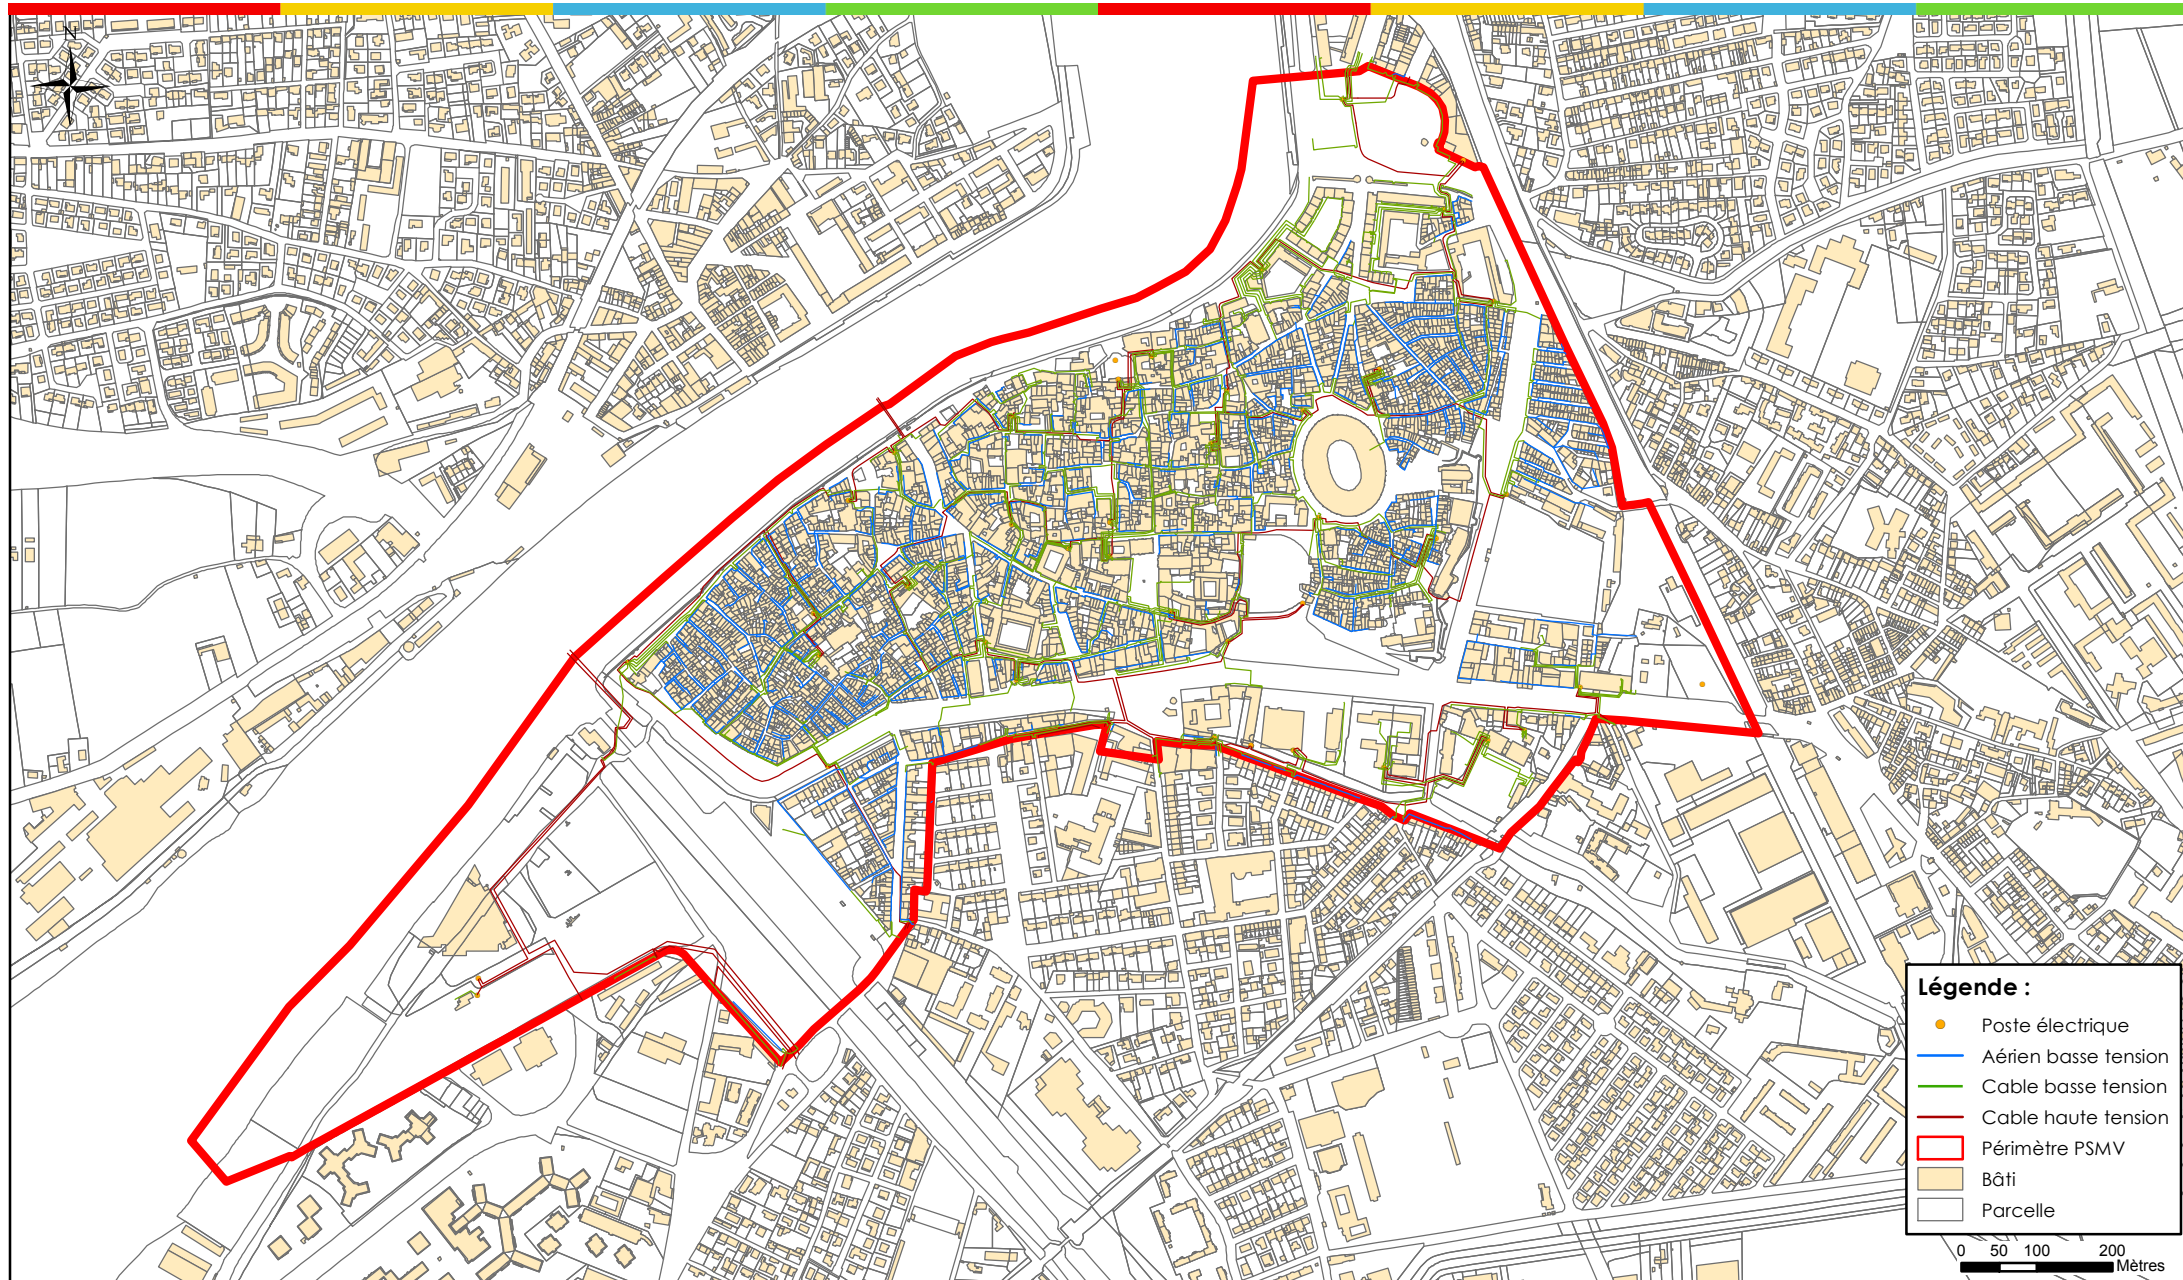 N
Légende :
Poste électrique
Aérien basse tension
Cable basse tension
Cable haute tension
Périmètre PSMV
Bâti
Parcelle
0 50 100 200
Mètres